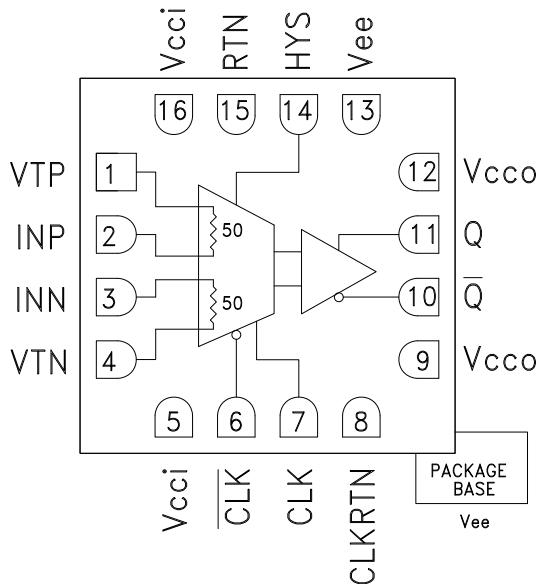 Vcci
RTN
HYS
Vee
16
15
14
13
VTP
1
12
Vcco
INP
2
50
11
Q
INN
3
50
10
Q̅
VTN
4
9
Vcco
5
6
7
8
Vcci
C̅L̅K̅
CLK
CLKRTN
PACKAGE
BASE
Vee